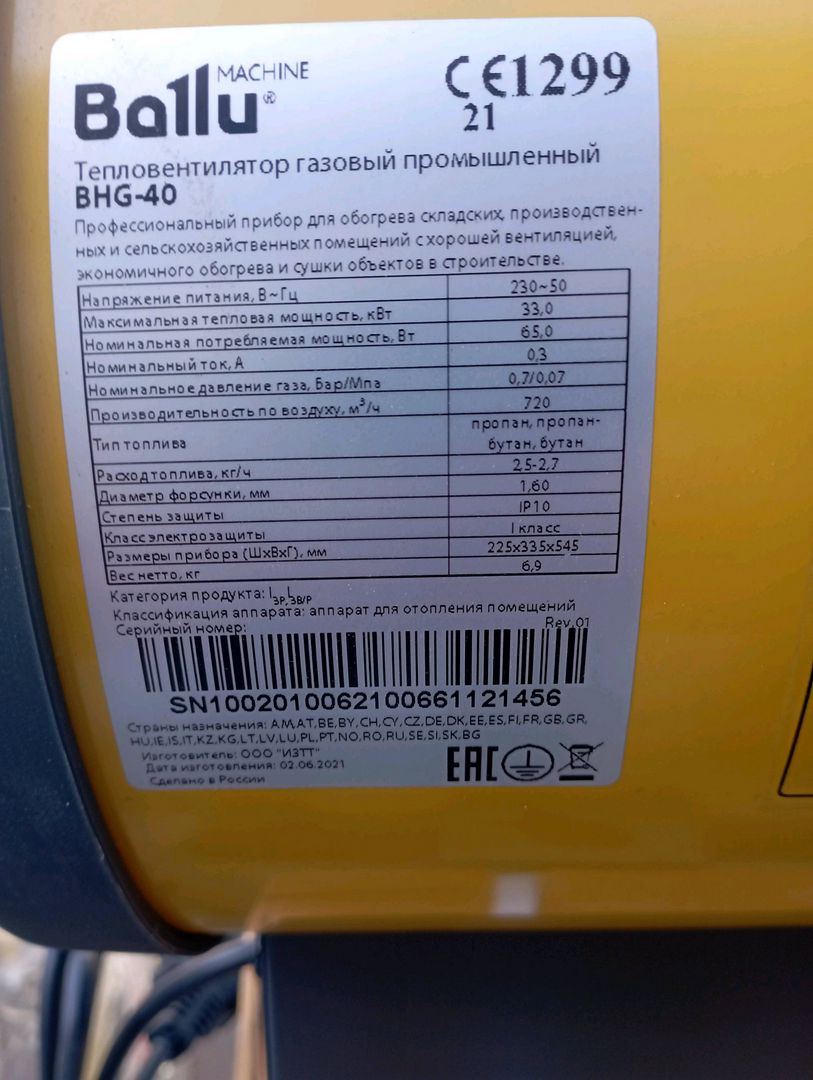 Ballu® MACHINE
CE1299
21
Тепловентилятор газовый промышленный
BHG-40
Профессиональный прибор для обогрева складских, производствен-
ных и сельскохозяйственных помещений с хорошей вентиляцией,
экономичного обогрева и сушки объектов в строительстве.
Напряжение питания, В~Гц 230~50
Максимальная тепловая мощность, кВт 33,0
Номинальная потребляемая мощность, Вт 65,0
Номинальный ток, А 0,3
Номинальное давление газа, Бар/Мпа 0,7/0,07
Производительность по воздуху, м³/ч 720
Тип топлива пропан, пропан-
бутан, бутан
Расход топлива, кг/ч 2,5-2,7
Диаметр форсунки, мм 1,60
Степень защиты IP10
Класс электрозащиты I класс
Размеры прибора (ШхВхГ), мм 225х335х545
Вес нетто, кг 6,9
Категория продукта: I3P, I3B/P
Классификация аппарата: аппарат для отопления помещений
Серийный номер: Rev.01
SN1002010062100661121456
Страны назначения: AM,AT,BE,BY,CH,CY,CZ,DE,DK,EE,ES,FI,FR,GB,GR,
HU,IE,IS,IT,KZ,KG,LT,LV,LU,PL,PT,NO,RO,RU,SE,SI,SK,BG
Изготовитель: ООО "ИЗТТ"
Дата изготовления: 02.06.2021
Сделано в России
EAC